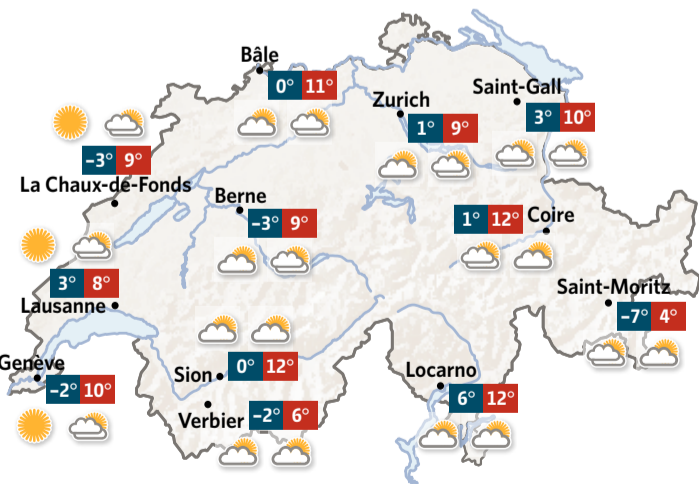 Bâle
0° 11°
Saint-Gall
3° 10°
Zurich
1° 9°
–3° 9°
La Chaux-de-Fonds
Berne
–3° 9°
1° 12° Coire
3° 8°
Lausanne
Saint-Moritz
–7° 4°
Genève
–2° 10°
Sion 0° 12°
Locarno
6° 12°
Verbier –2° 6°